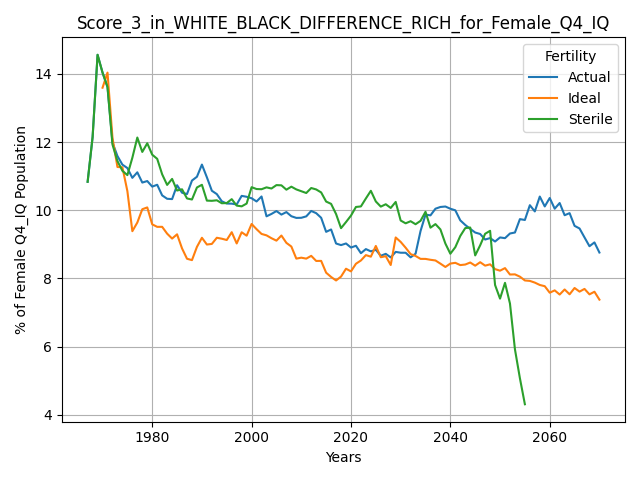 Score_3_in_WHITE_BLACK_DIFFERENCE_RICH_for_Female_Q4_IQ
Fertility
Actual
Ideal
Sterile
% of Female Q4_IQ Population
14
12
10
8
6
4
1980
2000
2020
2040
2060
Years